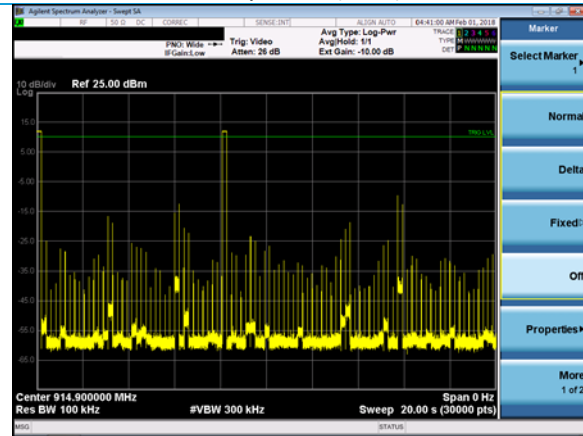 Agilent Spectrum Analyzer - Swept SA
RF 50 Ω DC CORREC SENSE:INT ALIGN AUTO 04:41:00 AM Feb 01, 2018
PNO: Wide
IFGain:Low
Trig: Video
Atten: 26 dB
Avg Type: Log-Pwr
Avg|Hold: 1/1
Ext Gain: -10.00 dB
TRACE 1 2 3 4 5 6
TYPE M WWWWW
DET P NNNNN
10 dB/div Ref 25.00 dBm
Log
15.0
TRIG LVL
5.00
-5.00
-15.0
-25.0
-35.0
-45.0
-55.0
-65.0
Center 914.900000 MHz Span 0 Hz
Res BW 100 kHz #VBW 300 kHz Sweep 20.00 s (30000 pts)
MSG STATUS
Marker
Select Marker
1
Normal
Delta
Fixed
Off
Properties
More
1 of 2